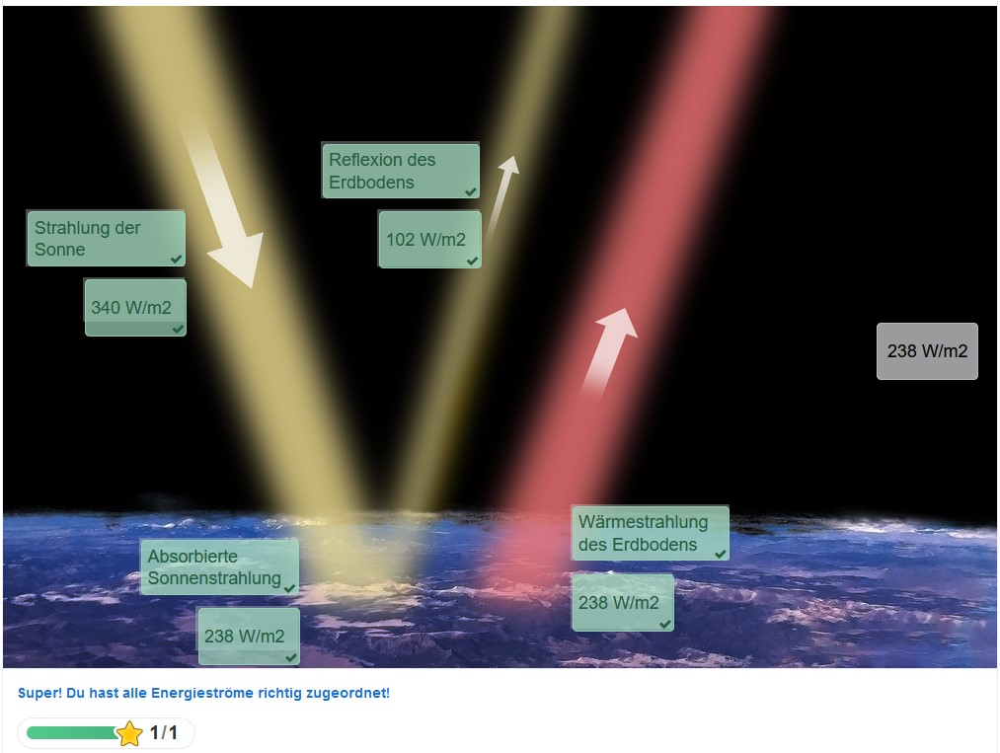 Reflexion des
Erdbodens
102 W/m2
Strahlung der
Sonne
340 W/m2
238 W/m2
Wärmestrahlung
des Erdbodens
238 W/m2
Absorbierte
Sonnenstrahlung
238 W/m2
Super! Du hast alle Energieströme richtig zugeordnet!
1/1